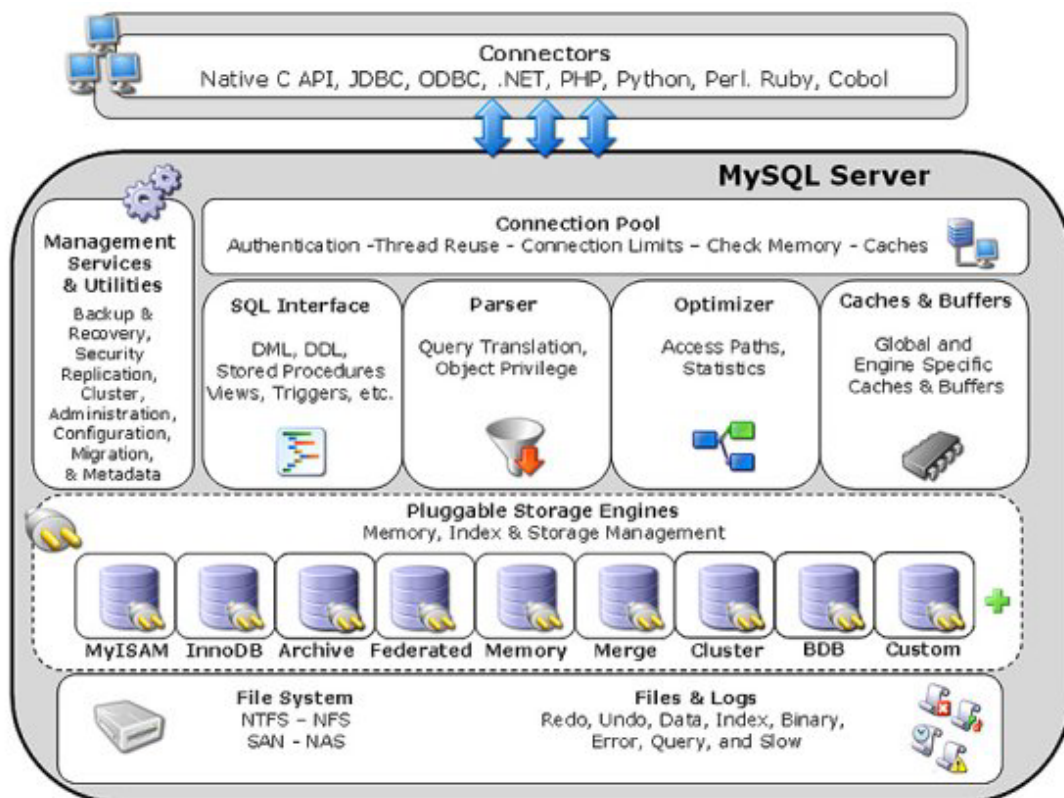 Connectors
Native C API, JDBC, ODBC, .NET, PHP, Python, Perl. Ruby, Cobol
MySQL Server
Management
Services
& Utilities
Backup &
Recovery,
Security
Replication,
Cluster,
Administration,
Configuration,
Migration,
& Metadata
Connection Pool
Authentication -Thread Reuse - Connection Limits – Check Memory - Caches
SQL Interface
DML, DDL,
Stored Procedures
Views, Triggers, etc.
Parser
Query Translation,
Object Privilege
Optimizer
Access Paths,
Statistics
Caches & Buffers
Global and
Engine Specific
Caches & Buffers
Pluggable Storage Engines
Memory, Index & Storage Management
MyISAM
InnoDB
Archive
Federated
Memory
Merge
Cluster
BDB
Custom
File System
NTFS – NFS
SAN - NAS
Files & Logs
Redo, Undo, Data, Index, Binary,
Error, Query, and Slow